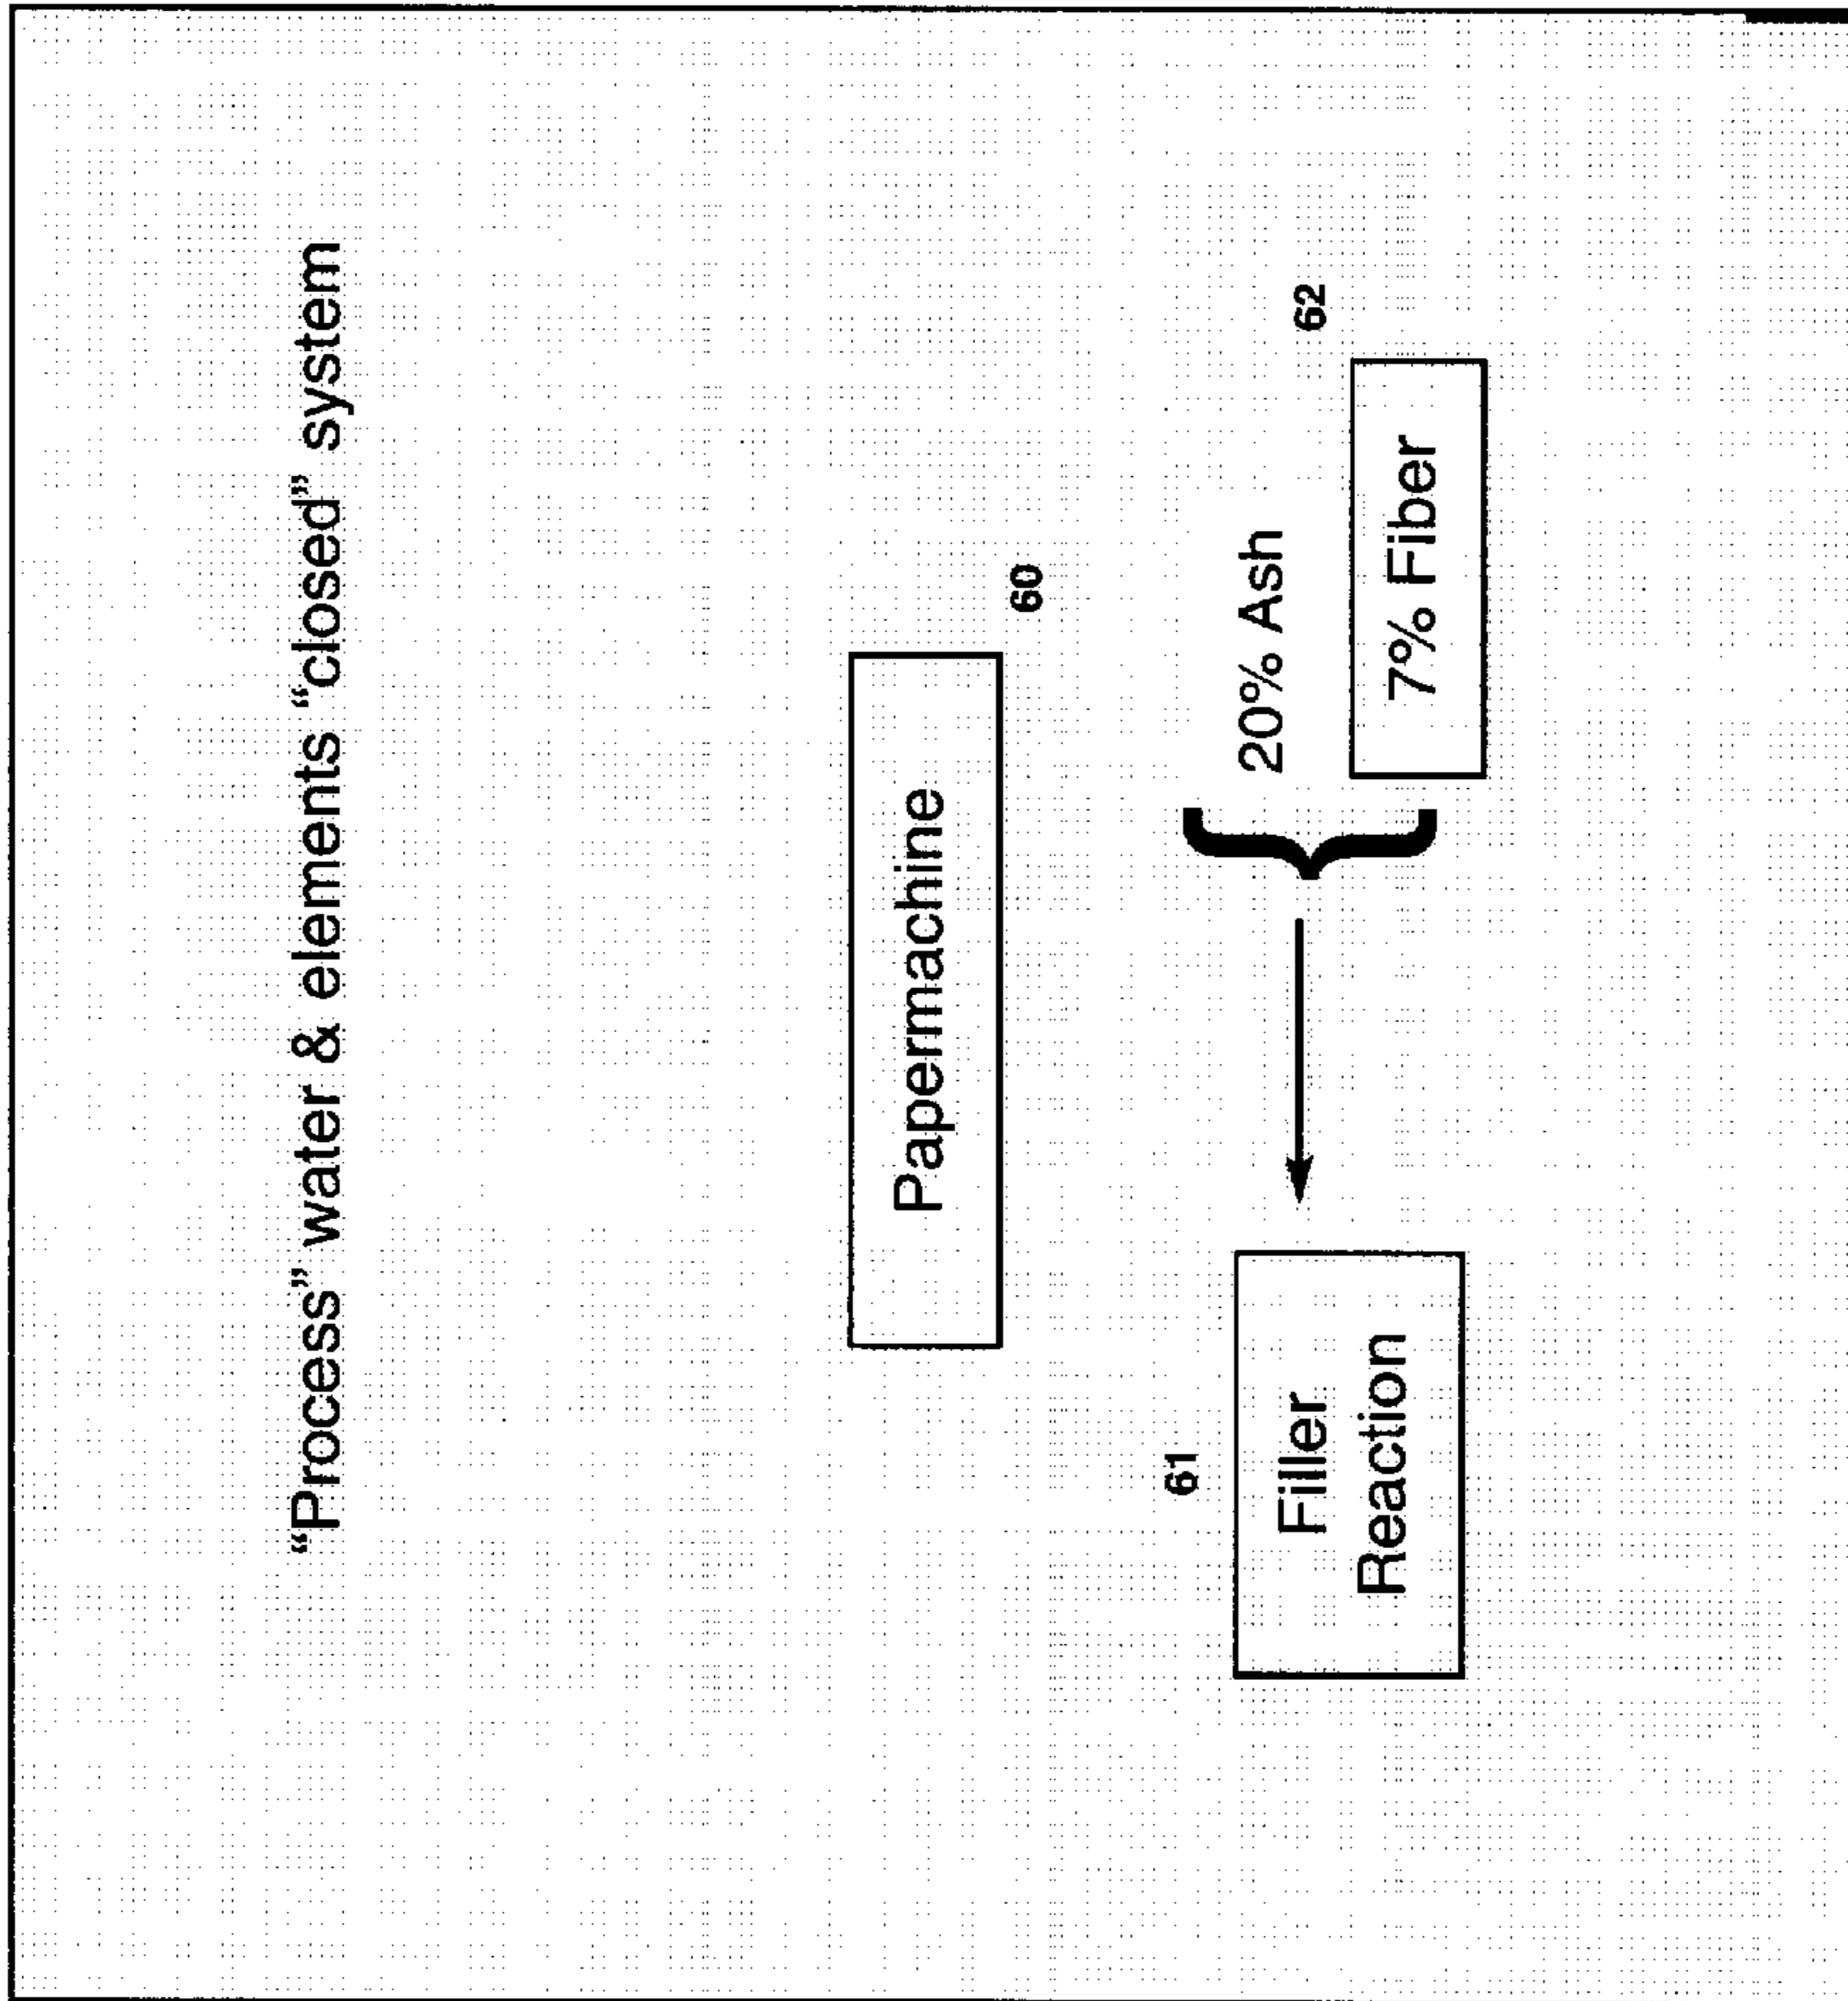 “Process” water & elements “closed” system
Papermachine
60
61
Filler
Reaction
20% Ash
62
7% Fiber